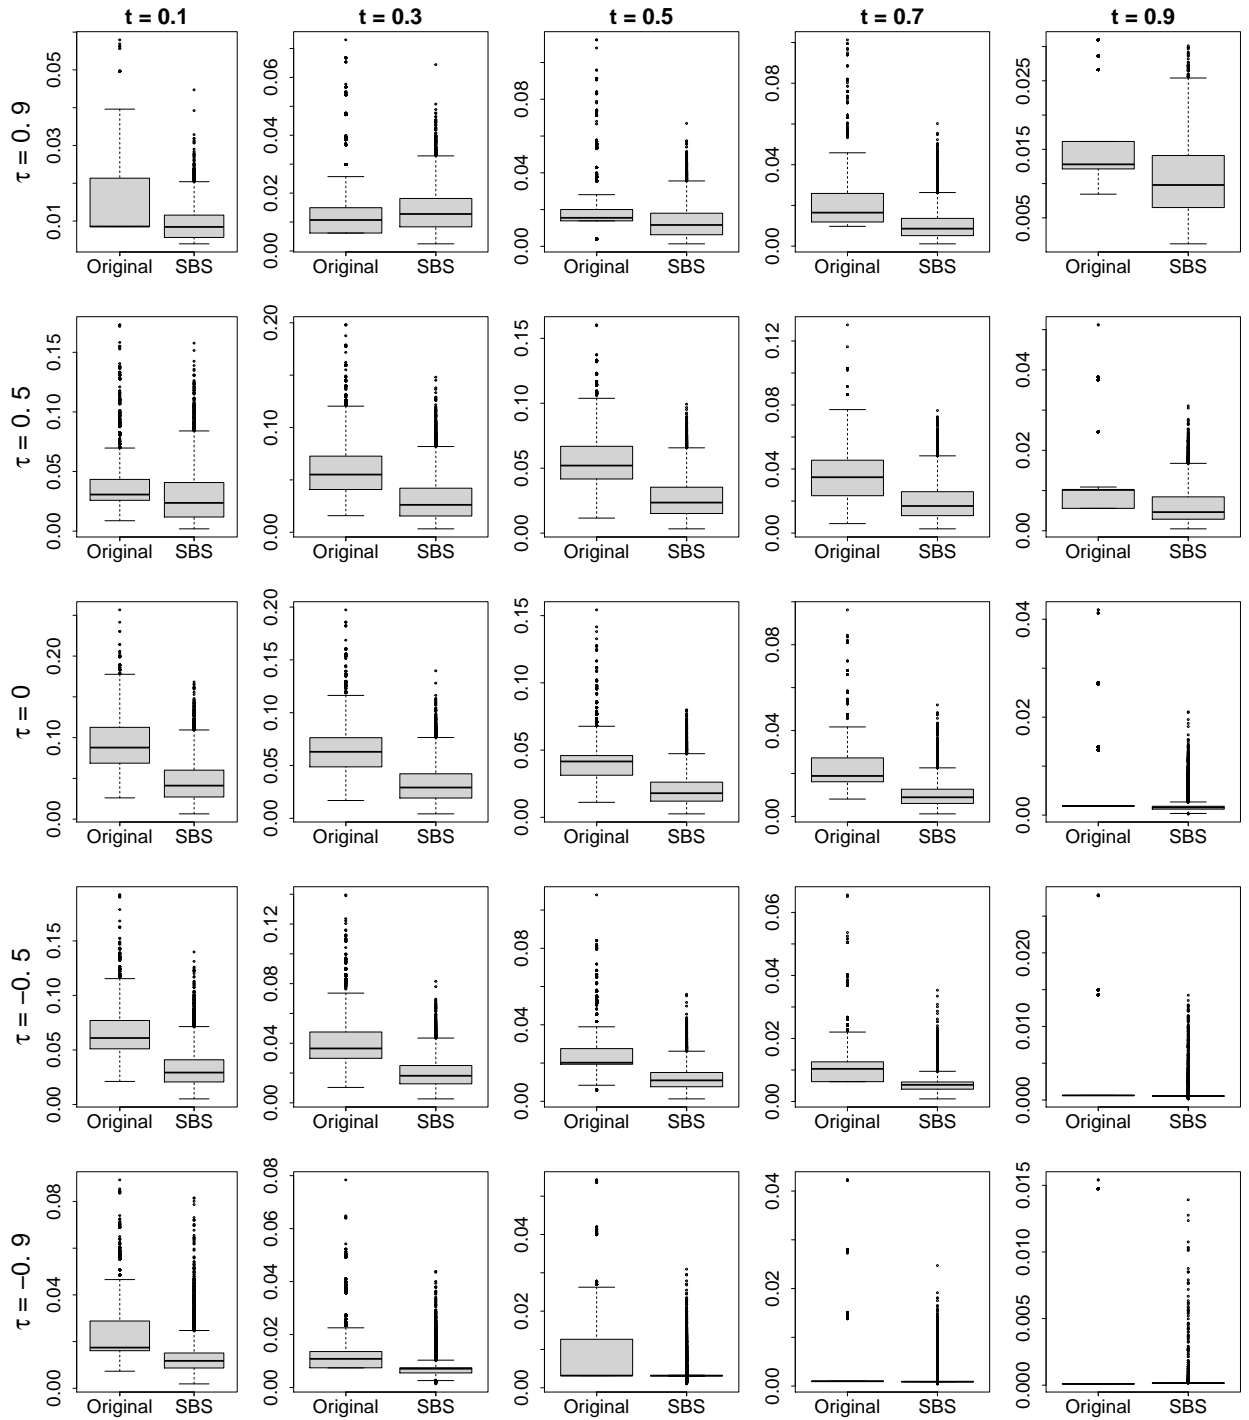 t = 0.1 t = 0.3 t = 0.5 t = 0.7 t = 0.9
τ = 0.9
0.01 0.03 0.05
0.00 0.02 0.04 0.06
0.00 0.04 0.08
0.00 0.04 0.08
0.005 0.015 0.025
Original SBS Original SBS Original SBS Original SBS Original SBS
τ = 0.5
0.00 0.05 0.10 0.15
0.00 0.10 0.20
0.00 0.05 0.10 0.15
0.00 0.04 0.08 0.12
0.00 0.02 0.04
Original SBS Original SBS Original SBS Original SBS Original SBS
τ = 0
0.00 0.10 0.20
0.00 0.05 0.10 0.15 0.20
0.00 0.05 0.10 0.15
0.00 0.04 0.08
0.00 0.02 0.04
Original SBS Original SBS Original SBS Original SBS Original SBS
τ = −0.5
0.00 0.05 0.10 0.15
0.00 0.04 0.08 0.12
0.00 0.04 0.08
0.00 0.02 0.04 0.06
0.000 0.010 0.020
Original SBS Original SBS Original SBS Original SBS Original SBS
τ = −0.9
0.00 0.04 0.08
0.00 0.02 0.04 0.06 0.08
0.00 0.02 0.04
0.00 0.02 0.04
0.000 0.005 0.010 0.015
Original SBS Original SBS Original SBS Original SBS Original SBS